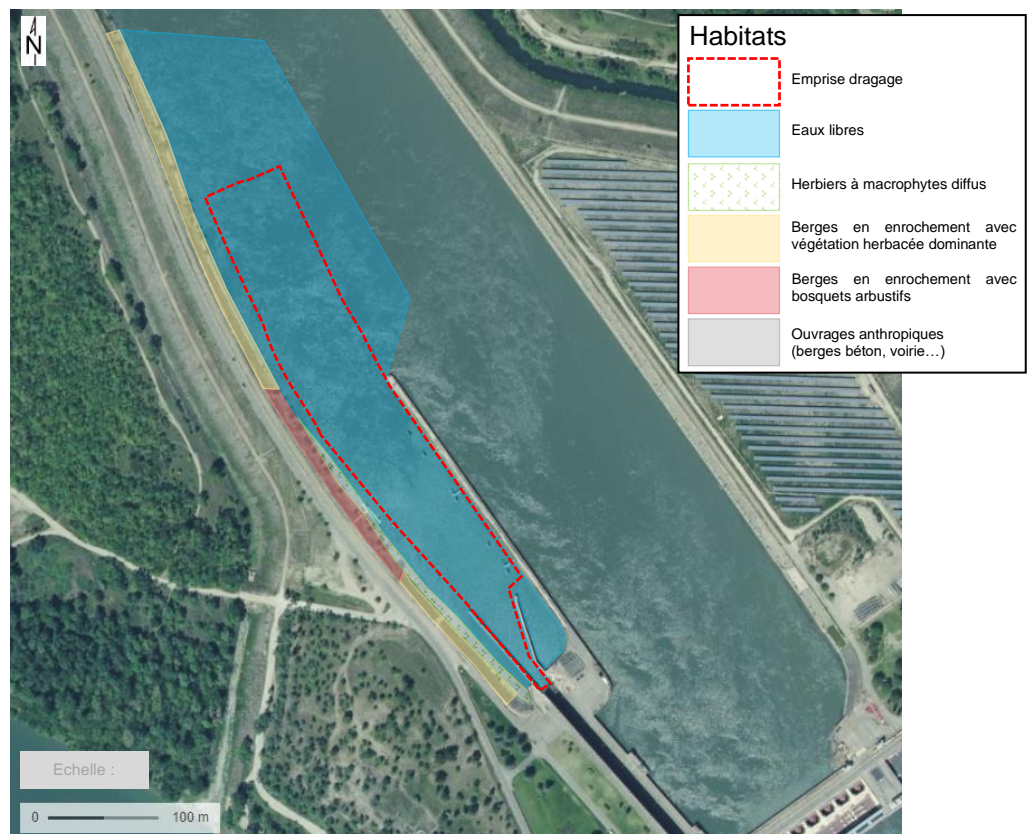 N
Habitats
Emprise dragage
Eaux libres
Herbiers à macrophytes diffus
Berges en enrochement avec
végétation herbacée dominante
Berges en enrochement avec
bosquets arbustifs
Ouvrages anthropiques
(berges béton, voirie…)
Echelle :
0 100 m